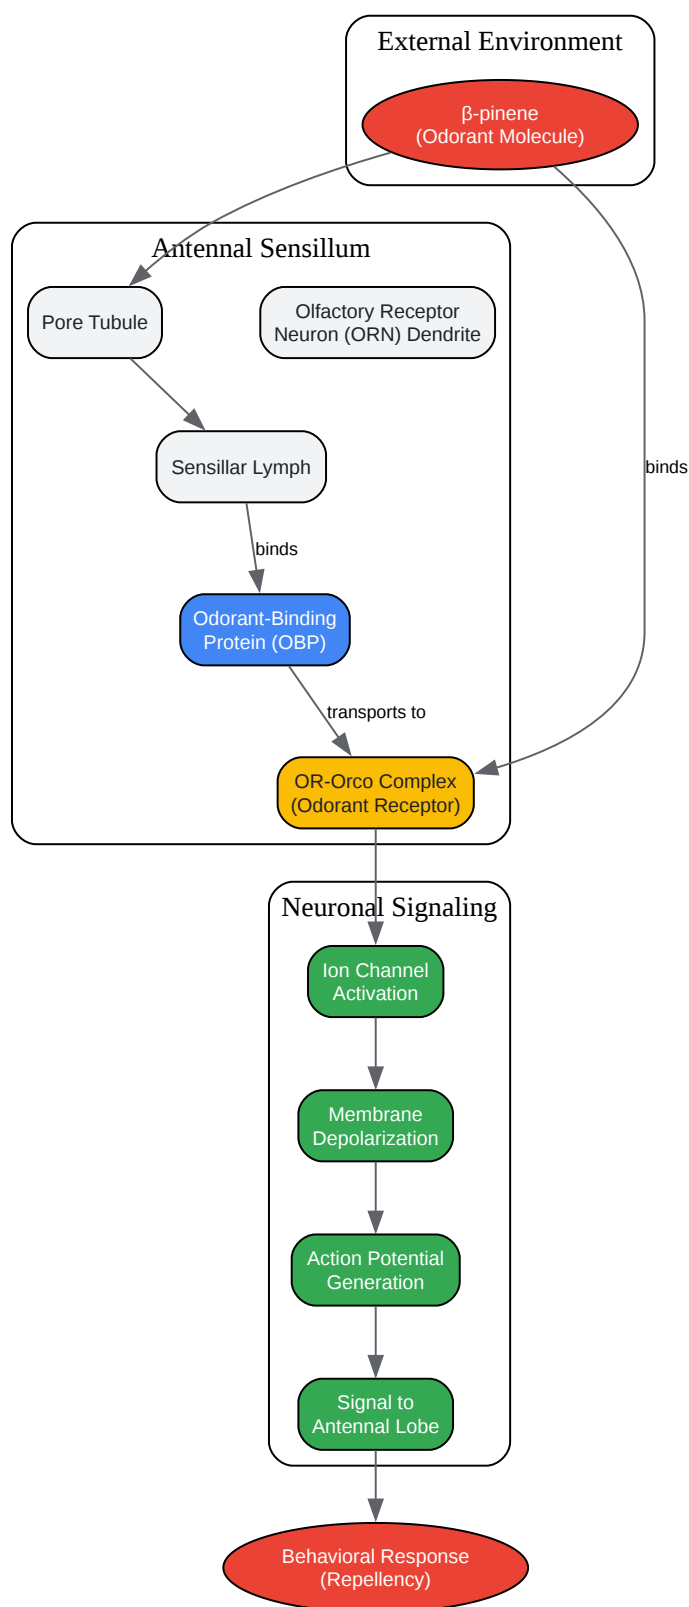 External Environment
β-pinene
(Odorant Molecule)
Antennal Sensillum
Pore Tubule
Olfactory Receptor
Neuron (ORN) Dendrite
Sensillar Lymph
binds
binds
Odorant-Binding
Protein (OBP)
transports to
OR-Orco Complex
(Odorant Receptor)
Neuronal Signaling
Ion Channel
Activation
Membrane
Depolarization
Action Potential
Generation
Signal to
Antennal Lobe
Behavioral Response
(Repellency)